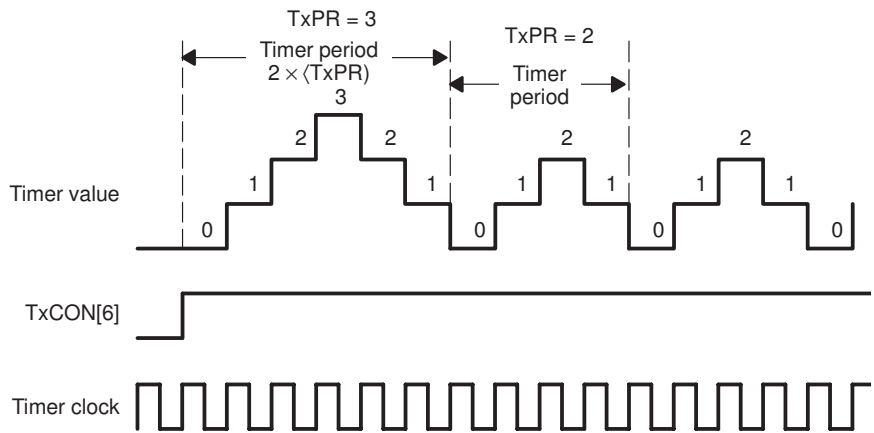 TxPR = 3
TxPR = 2
Timer period
2 × ⟨TxPR)
Timer
period
3
2 2 2 2
1 1 1 1 1 1
Timer value
0 0 0 0
TxCON[6]
Timer clock